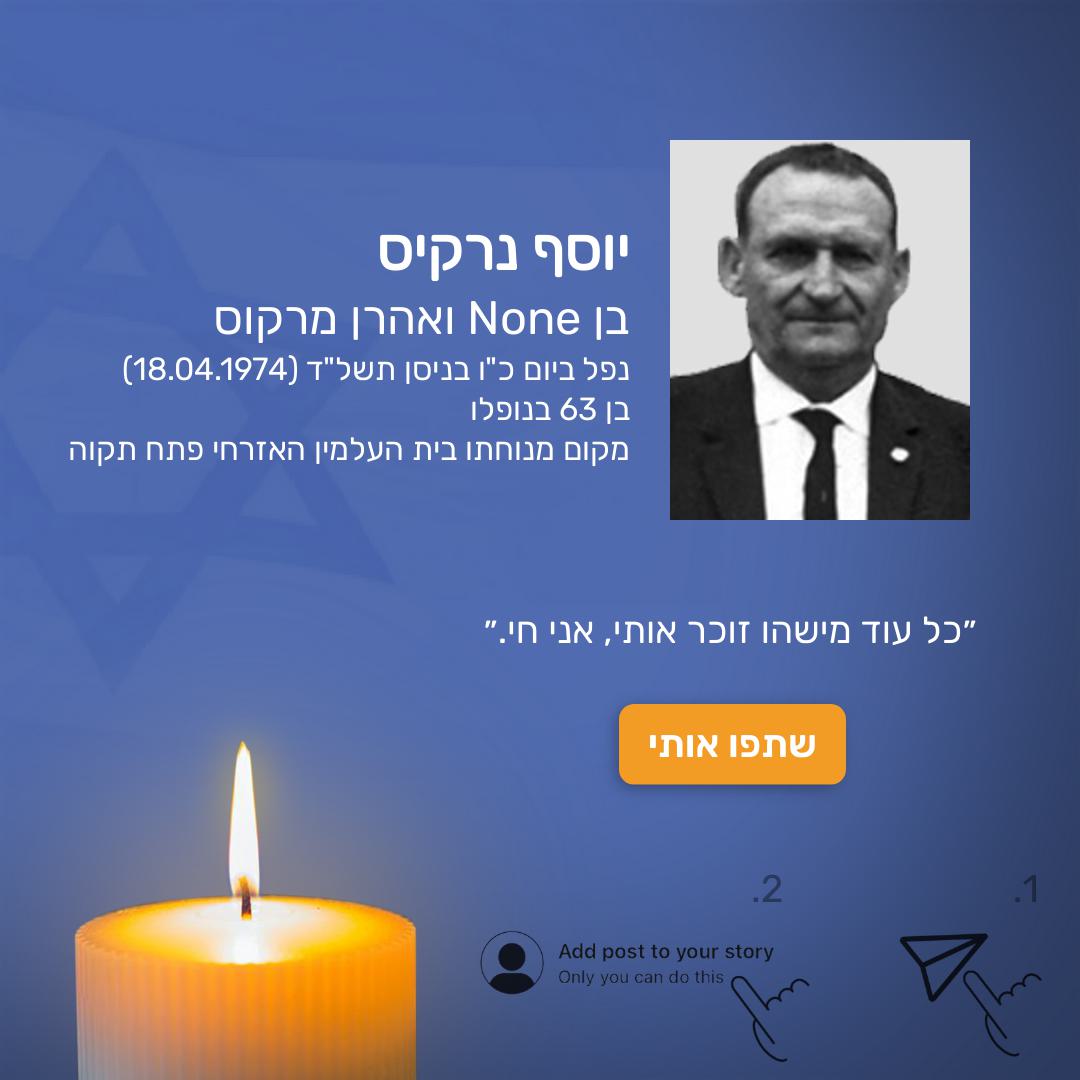 יוסף נרקיס
בן None ואהרן מרקוס
נפל ביום כ"ו בניסן תשל"ד (18.04.1974)
בן 63 בנופלו
מקום מנוחתו בית העלמין האזרחי פתח תקוה
״כל עוד מישהו זוכר אותי, אני חי.״
שתפו אותי
.1
.2
Add post to your story
Only you can do this